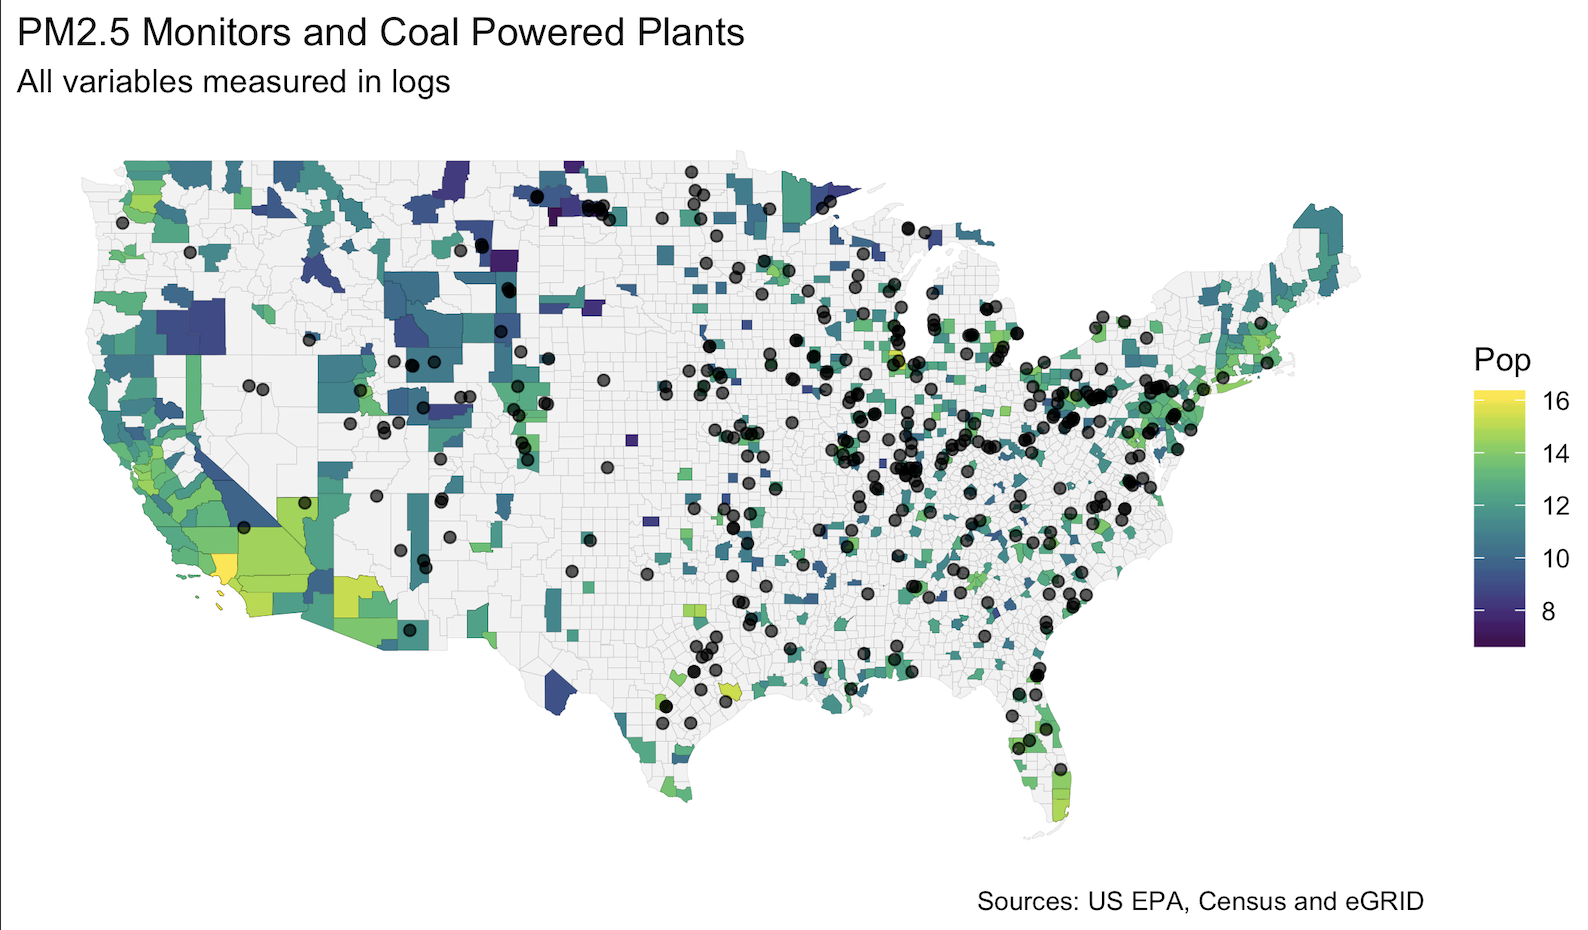 PM2.5 Monitors and Coal Powered Plants
All variables measured in logs
Pop
16
14
12
10
8
Sources: US EPA, Census and eGRID